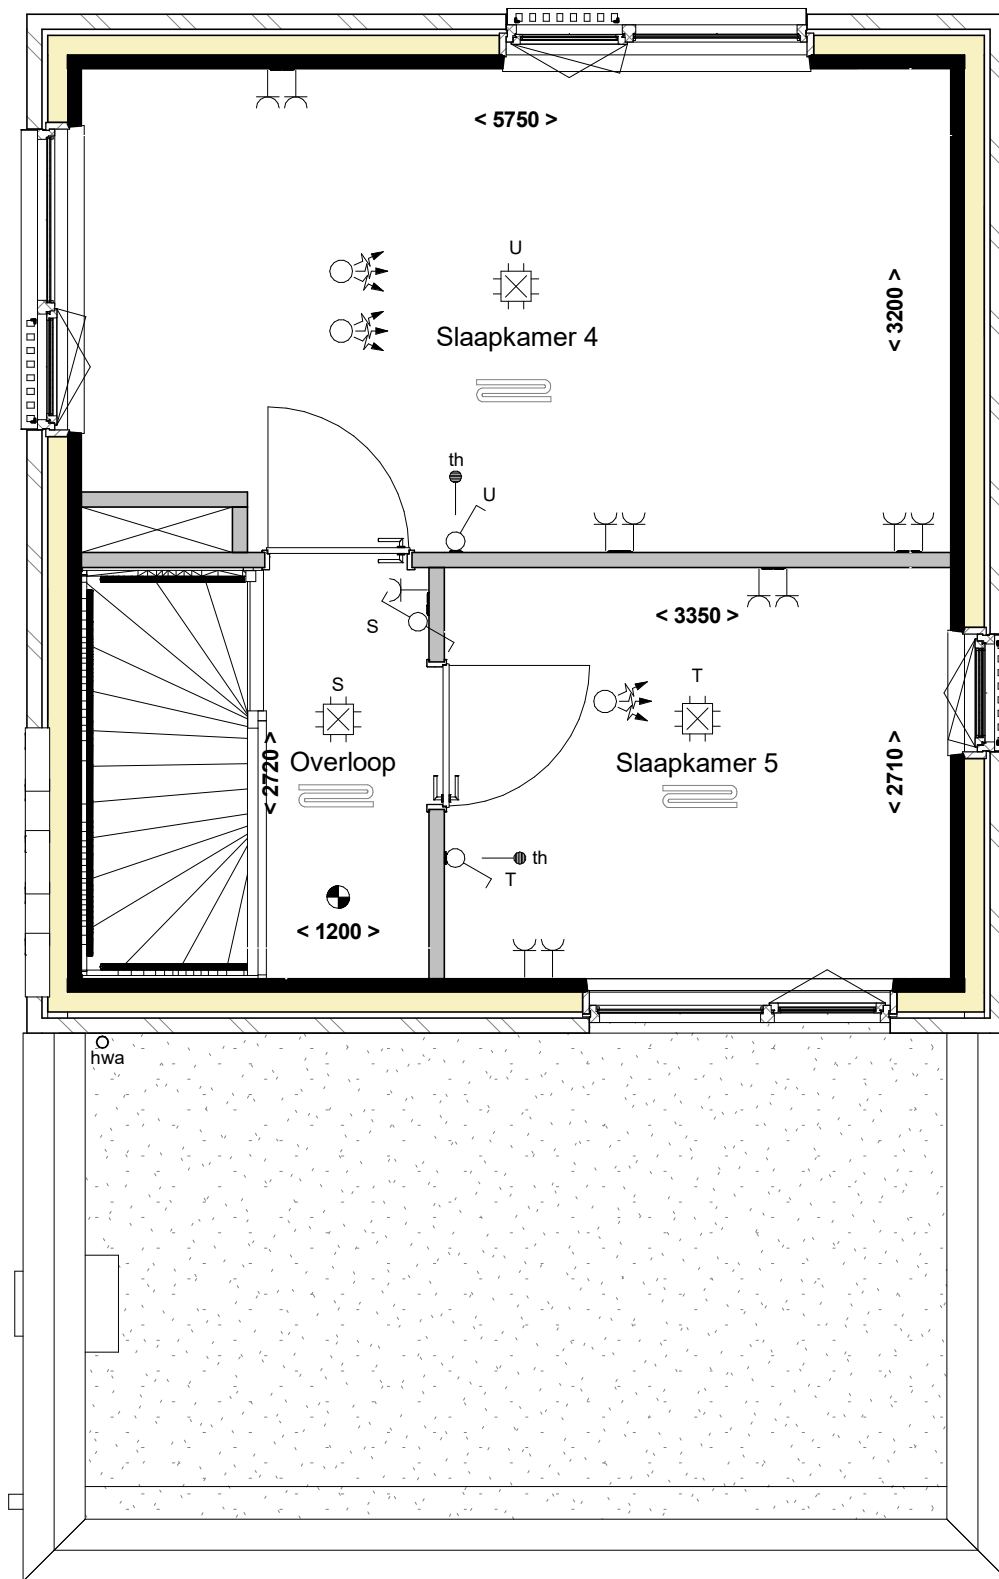 < 5750 >
U
< 3200 >
Slaapkamer 4
th
U
< 3350 >
S
S
T
< 2720 >
Overloop
Slaapkamer 5
< 2710 >
th
T
< 1200 >
hwa